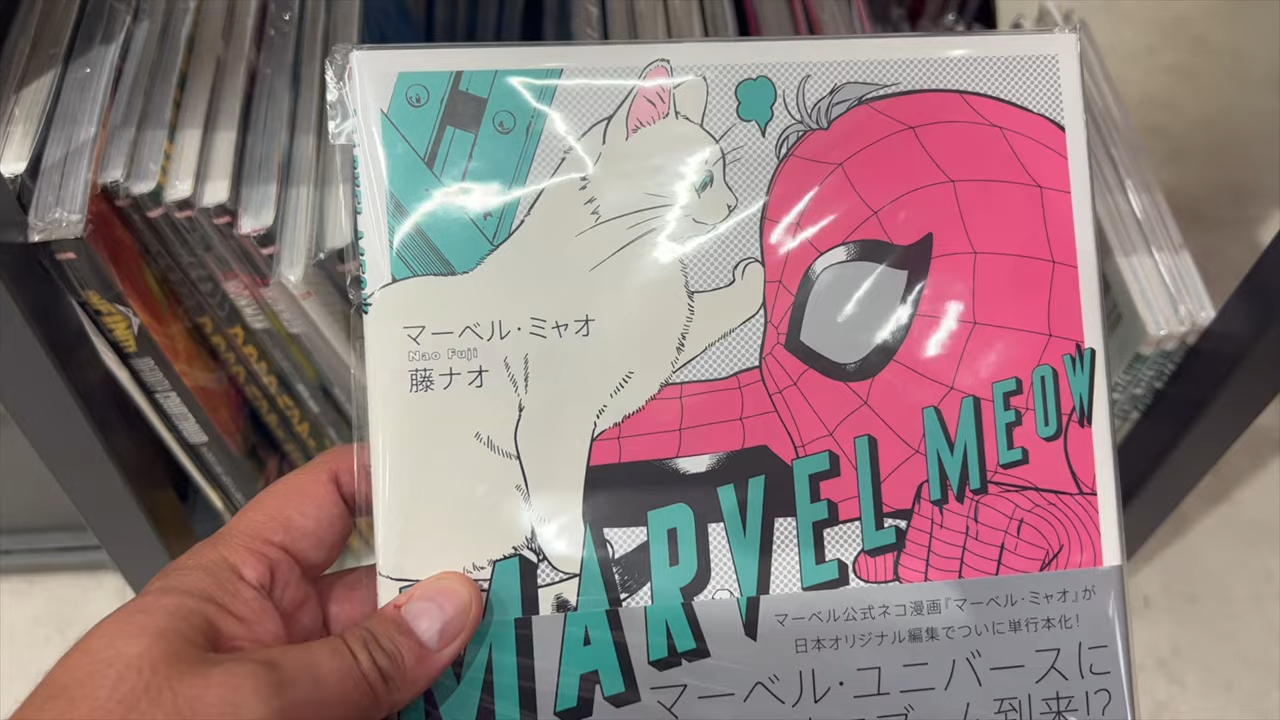 マーベル・ミャオ
Nao Fuji
藤ナオ
MARVEL MEOW
マーベル公式ネコ漫画『マーベル・ミャオ』が
日本オリジナル編集でついに単行本化!
マーベル・ユニバースに
到来!?